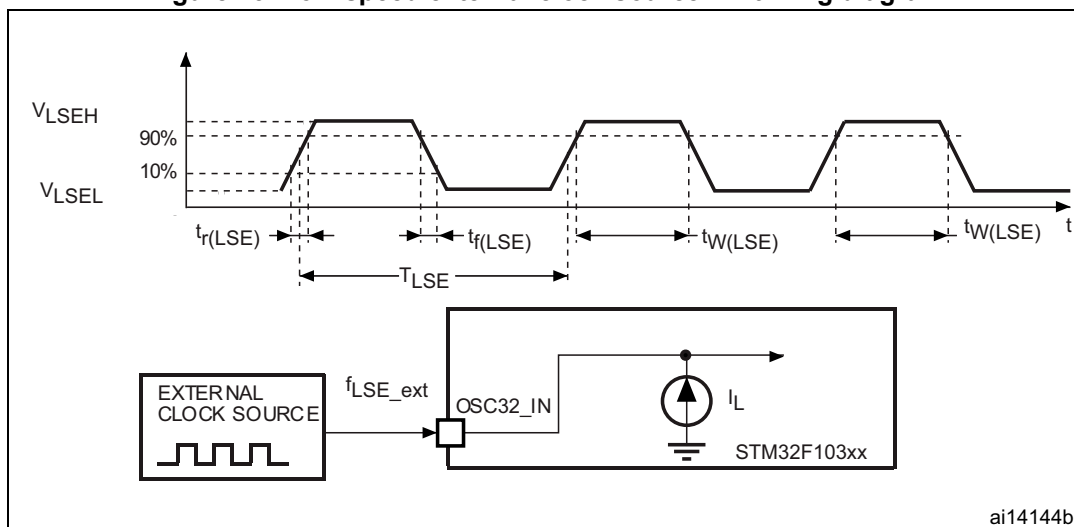 VLSEH
90%
10%
VLSEL
tr(LSE)
tf(LSE)
tW(LSE)
tW(LSE)
t
TLSE
EXTERNAL
CLOCK SOURCE
fLSE_ext
OSC32_IN
IL
STM32F103xx
ai14144b